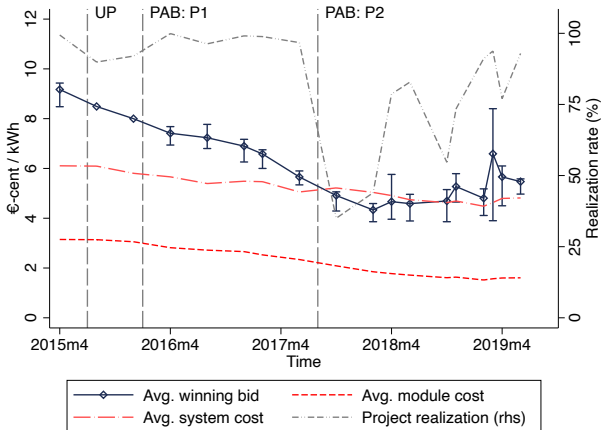 UP
PAB: P1
PAB: P2
12
10
8
6
4
2
0
€-cent / kWh
100
75
50
25
0
Realization rate (%)
2015m4
2016m4
2017m4
2018m4
2019m4
Time
Avg. winning bid
Avg. module cost
Avg. system cost
Project realization (rhs)